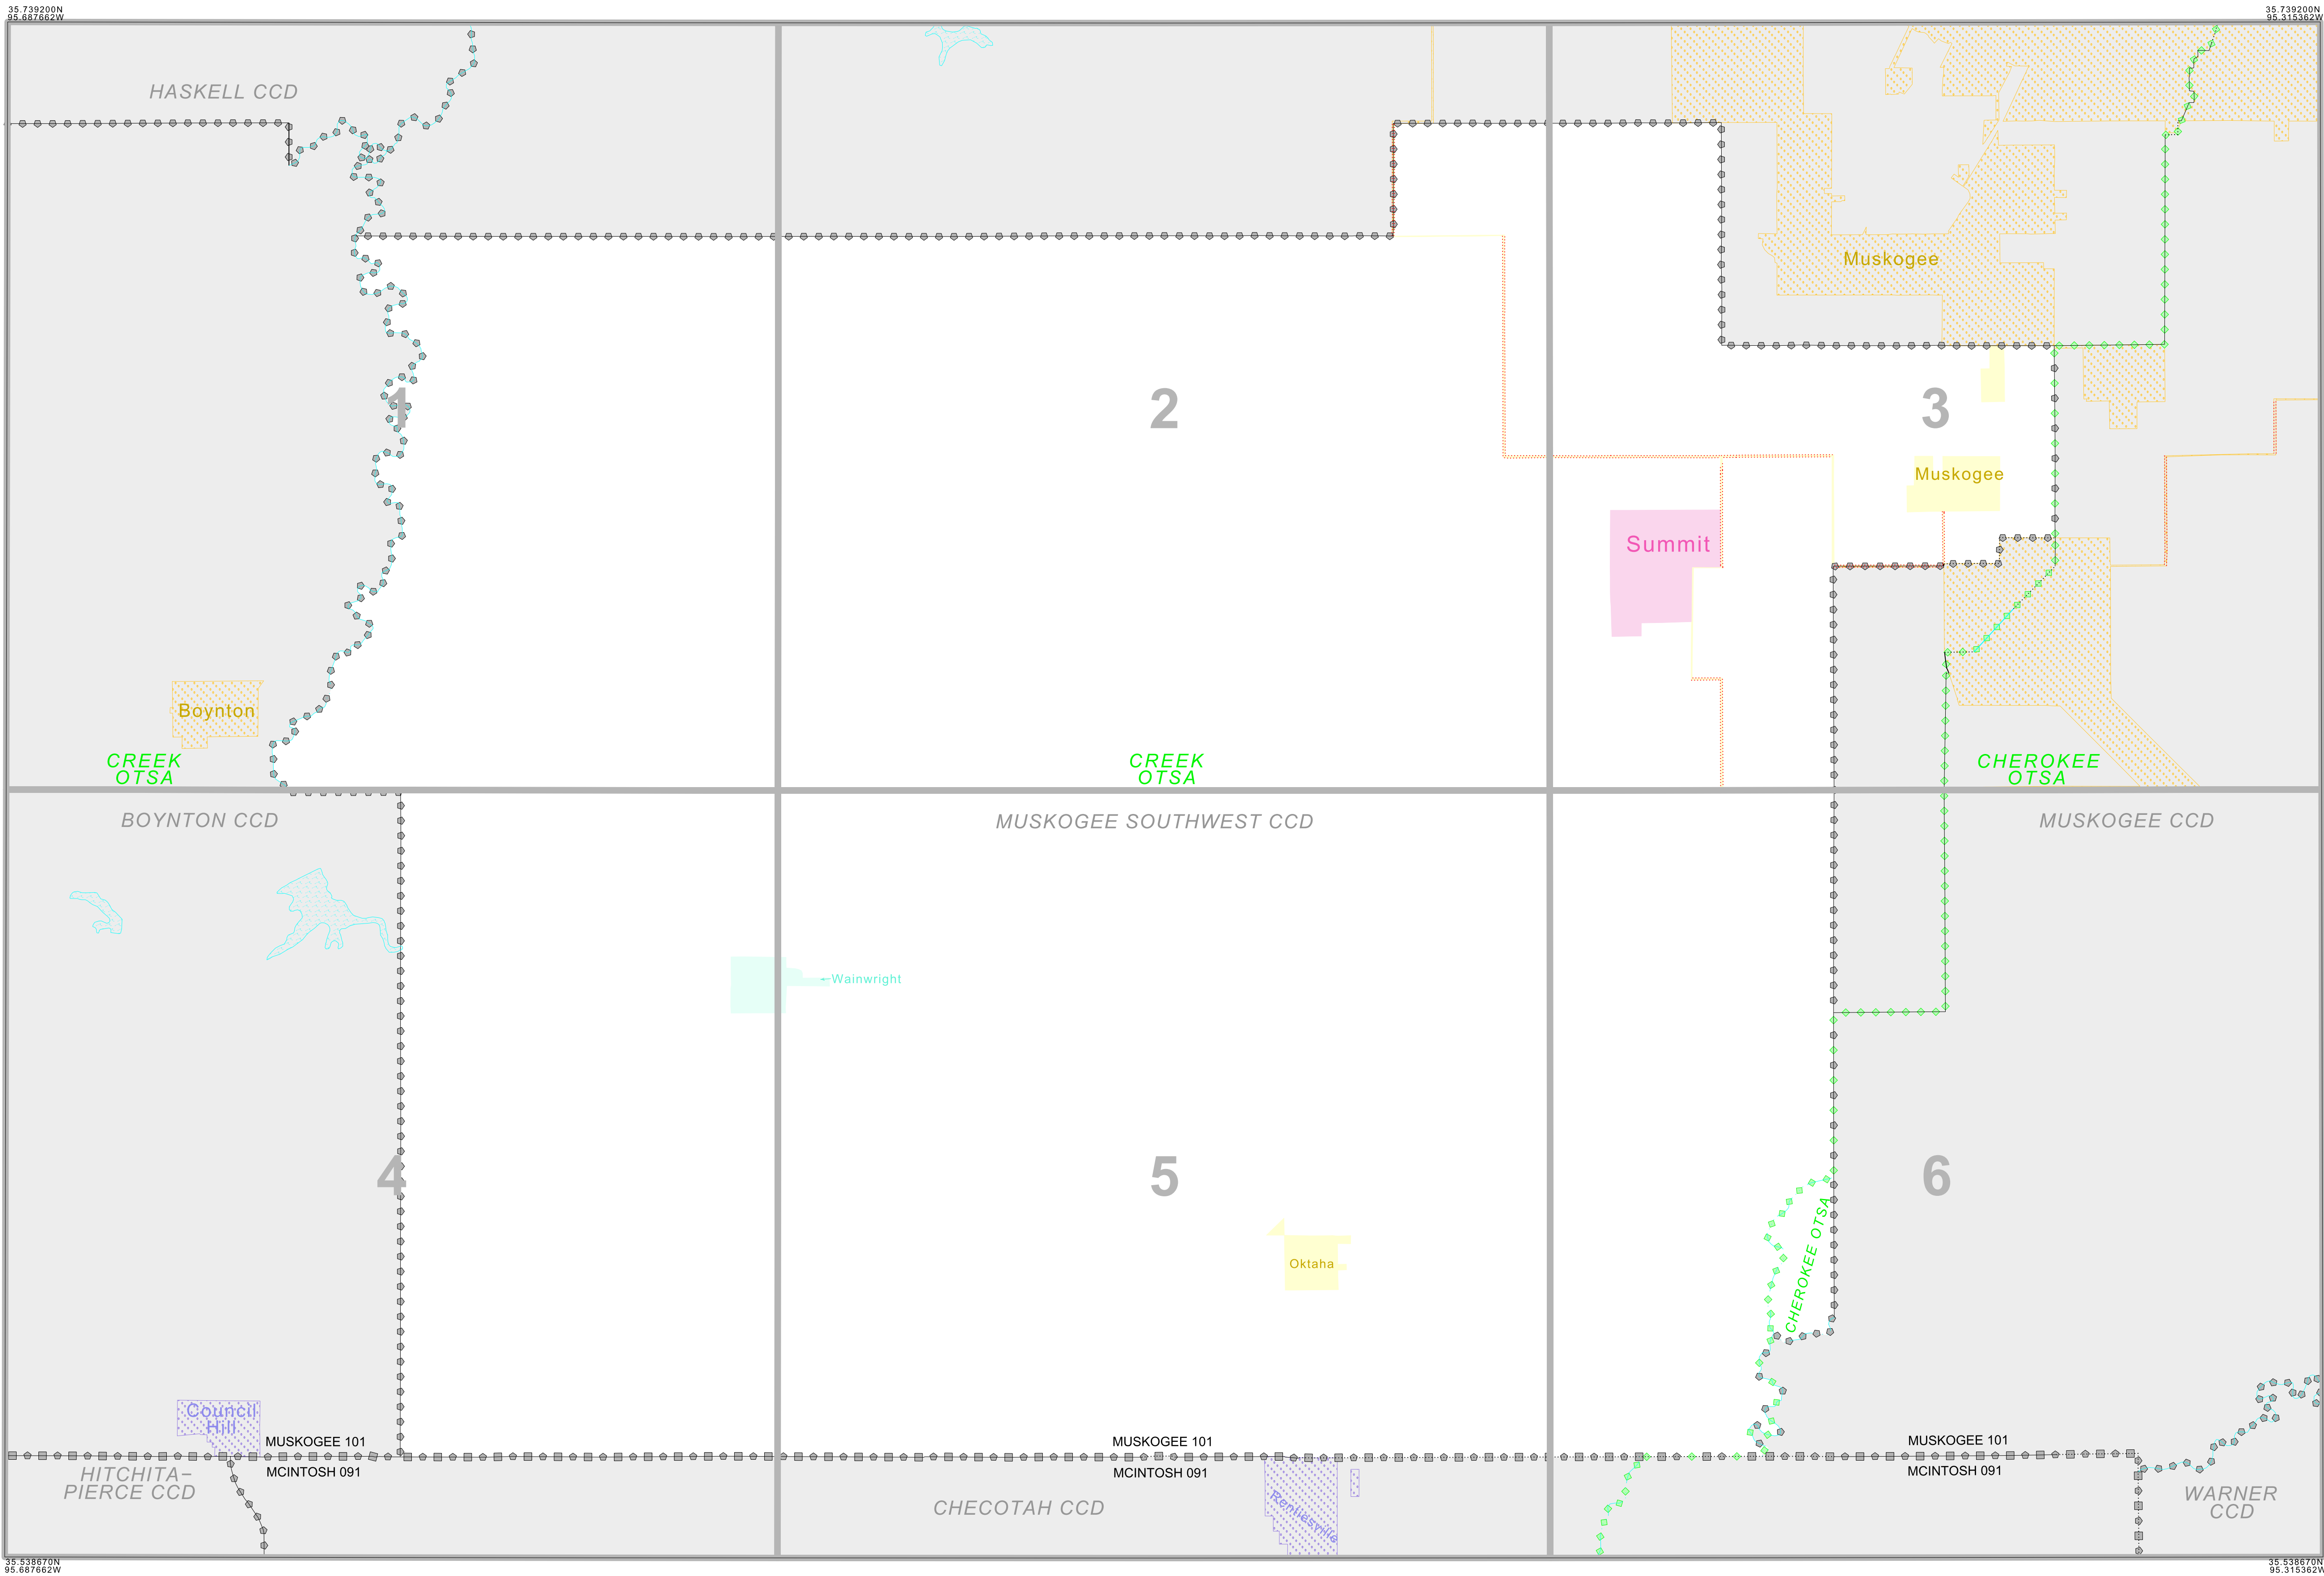 35.739200N
95.687662W
35.739200N
95.315362W
HASKELL CCD
Muskogee
1
2
3
Muskogee
Summit
Boynton
CREEK
OTSA
CREEK
OTSA
CHEROKEE
OTSA
BOYNTON CCD
MUSKOGEE SOUTHWEST CCD
MUSKOGEE CCD
Wainwright
4
5
6
CHEROKEE OTSA
Oktaha
Council
Hill
MUSKOGEE 101
MCINTOSH 091
MUSKOGEE 101
MCINTOSH 091
MUSKOGEE 101
MCINTOSH 091
HITCHITA–
PIERCE CCD
CHECOTAH CCD
Rentiesville
WARNER
CCD
35.538670N
95.687662W
35.538670N
95.315362W